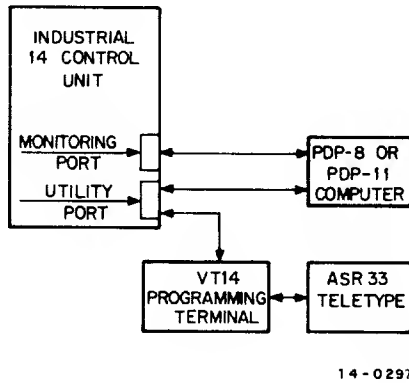 INDUSTRIAL
14 CONTROL
UNIT
MONITORING
PORT
UTILITY
PORT
PDP-8 OR
PDP-11
COMPUTER
VT14
PROGRAMMING
TERMINAL
ASR 33
TELETYPE
14-0297